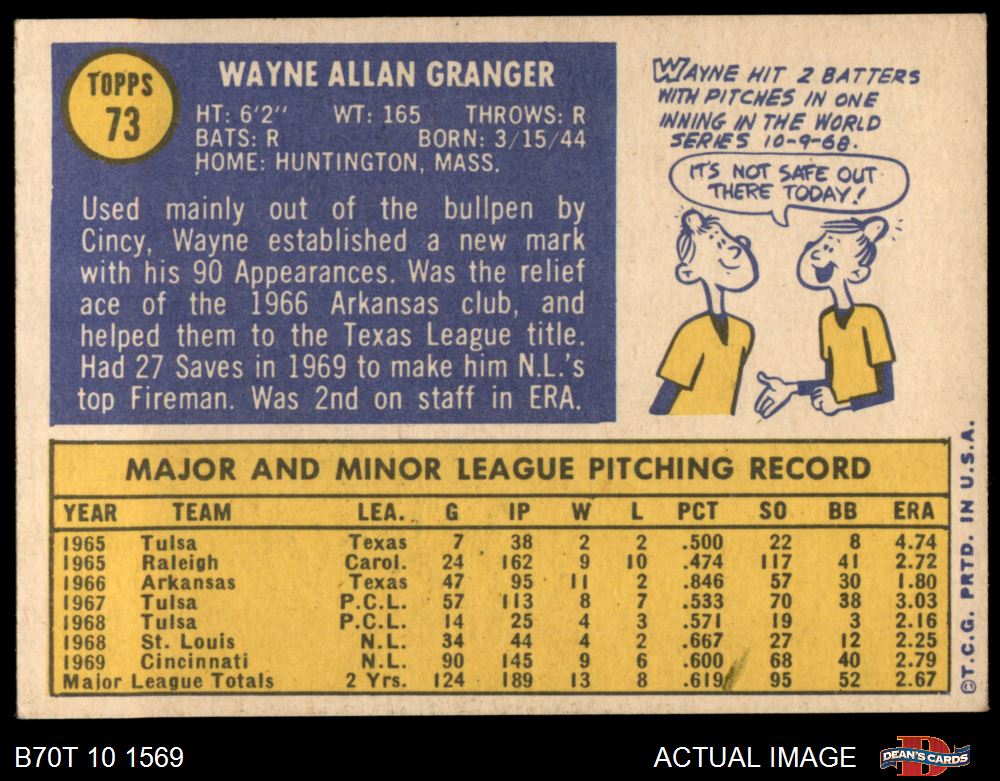 TOPPS
73
WAYNE ALLAN GRANGER
HT: 6'2" WT: 165 THROWS: R
BATS: R BORN: 3/15/44
HOME: HUNTINGTON, MASS.
Used mainly out of the bullpen by
Cincy, Wayne established a new mark
with his 90 Appearances. Was the relief
ace of the 1966 Arkansas club, and
helped them to the Texas League title.
Had 27 Saves in 1969 to make him N.L.'s
top Fireman. Was 2nd on staff in ERA.
WAYNE HIT 2 BATTERS
WITH PITCHES IN ONE
INNING IN THE WORLD
SERIES 10-9-68.
IT'S NOT SAFE OUT
THERE TODAY!
MAJOR AND MINOR LEAGUE PITCHING RECORD
YEAR TEAM LEA. G IP W L PCT SO BB ERA
1965 Tulsa Texas 7 38 2 2 .500 22 8 4.74
1965 Raleigh Carol. 24 162 9 10 .474 117 41 2.72
1966 Arkansas Texas 47 95 11 2 .846 57 30 1.80
1967 Tulsa P.C.L. 57 113 8 7 .533 70 38 3.03
1968 Tulsa P.C.L. 14 25 4 3 .571 19 3 2.16
1968 St. Louis N.L. 34 44 4 2 .667 27 12 2.25
1969 Cincinnati N.L. 90 145 9 6 .600 68 40 2.79
Major League Totals 2 Yrs. 124 189 13 8 .619 95 52 2.67
©T.C.G. PRTD. IN U.S.A.
B70T 10 1569
ACTUAL IMAGE
DEAN'S CARDS